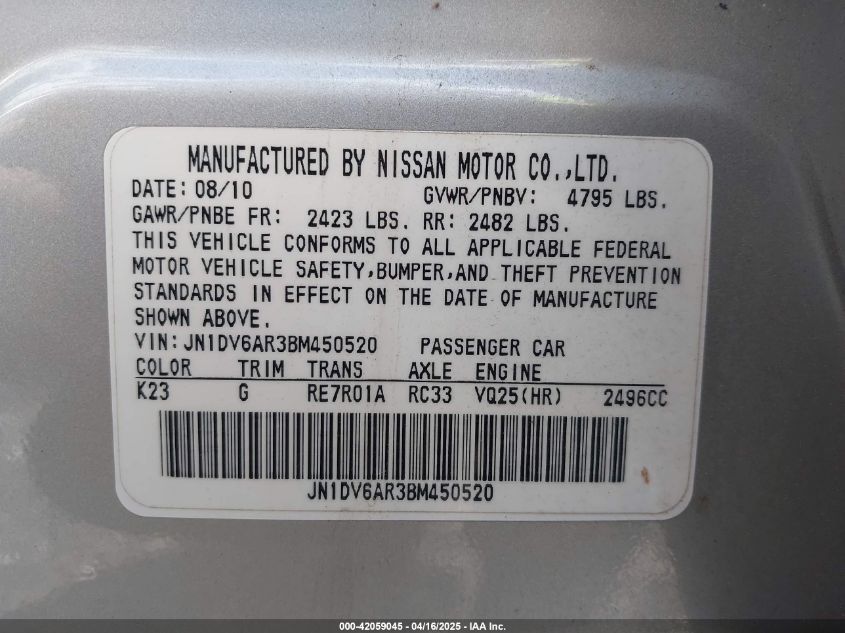 MANUFACTURED BY NISSAN MOTOR CO.,LTD.
DATE: 08/10 GVWR/PNBV: 4795 LBS.
GAWR/PNBE FR: 2423 LBS. RR: 2482 LBS.
THIS VEHICLE CONFORMS TO ALL APPLICABLE FEDERAL
MOTOR VEHICLE SAFETY,BUMPER,AND THEFT PREVENTION
STANDARDS IN EFFECT ON THE DATE OF MANUFACTURE
SHOWN ABOVE.
VIN: JN1DV6AR3BM450520 PASSENGER CAR
COLOR TRIM TRANS AXLE ENGINE
K23 G RE7R01A RC33 VQ25(HR) 2496CC
JN1DV6AR3BM450520
000-42059045 - 04/16/2025 - IAA Inc.